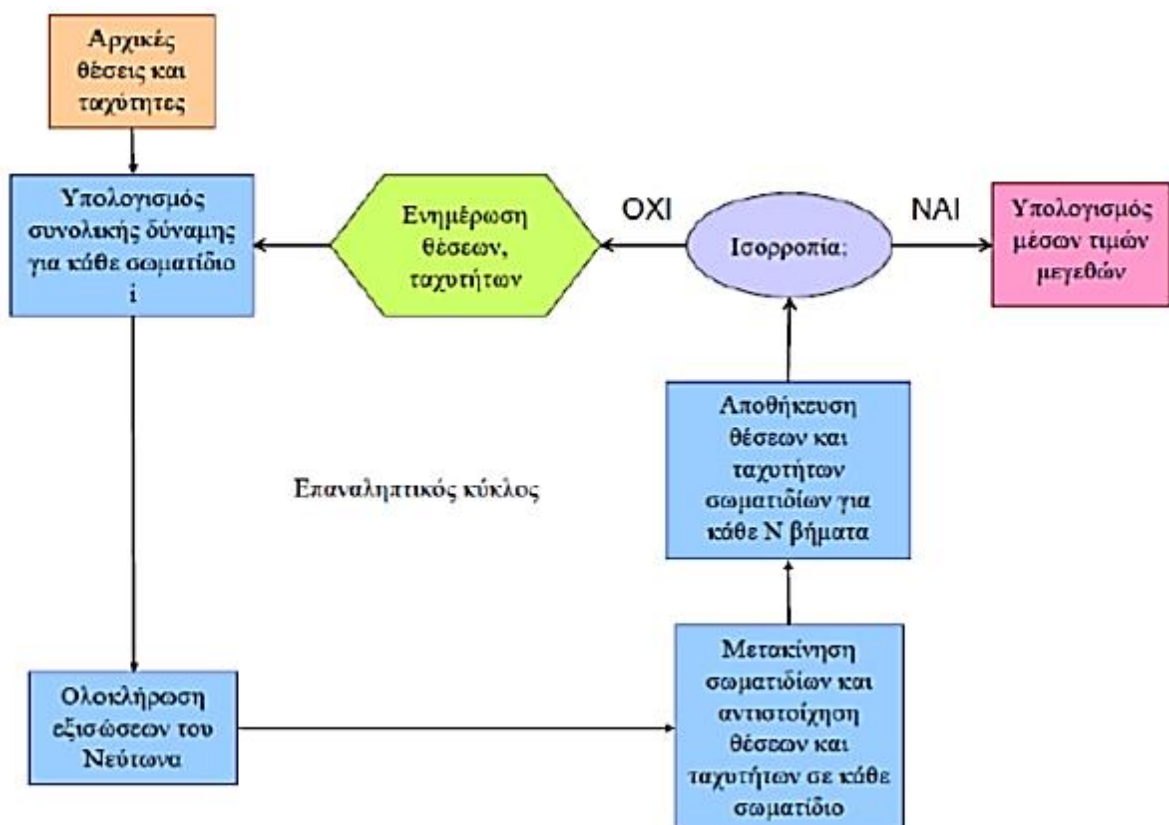 Αρχικές
θέσεις και
ταχύτητες
Υπολογισμός
συνολικής δύναμης
για κάθε σωματίδιο
i
Ενημέρωση
θέσεων,
ταχυτήτων
ΟΧΙ
Ισορροπία;
ΝΑΙ
Υπολογισμός
μέσων τιμών
μεγεθών
Αποθήκευση
θέσεων και
ταχυτήτων
σωματιδίων για
κάθε Ν βήματα
Επαναληπτικός κύκλος
Ολοκλήρωση
εξισώσεων του
Νεύτωνα
Μετακίνηση
σωματιδίων και
αντιστοίχηση
θέσεων και
ταχυτήτων σε κάθε
σωματίδιο